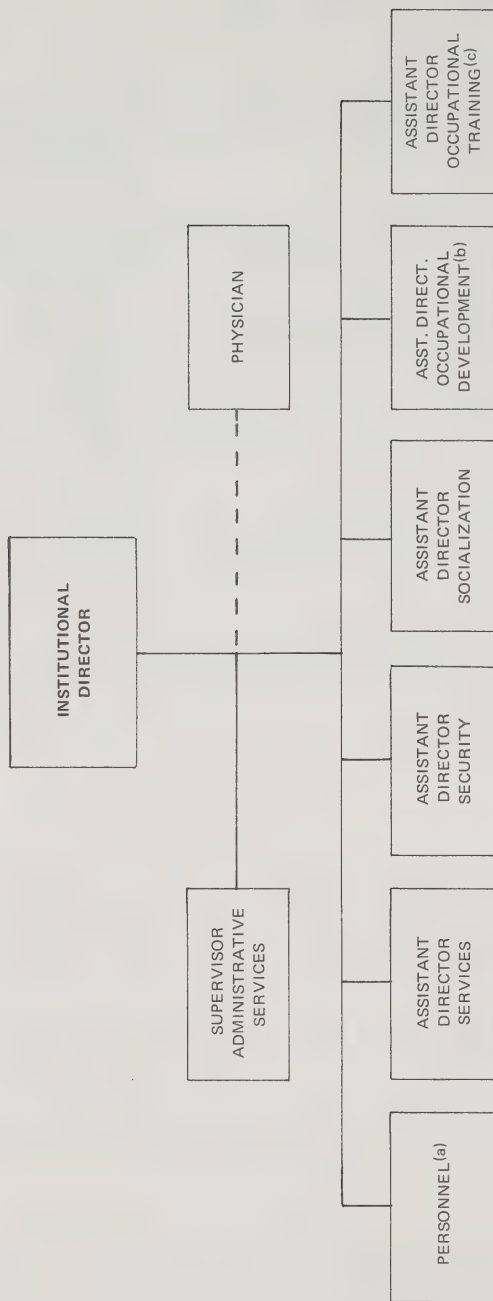 INSTITUTIONAL
DIRECTOR
SUPERVISOR
ADMINISTRATIVE
SERVICES
PHYSICIAN
PERSONNEL(a)
ASSISTANT
DIRECTOR
SERVICES
ASSISTANT
DIRECTOR
SECURITY
ASSISTANT
DIRECTOR
SOCIALIZATION
ASST. DIRECT.
OCCUPATIONAL
DEVELOPMENT(b)
ASSISTANT
DIRECTOR
OCCUPATIONAL
TRAINING(c)